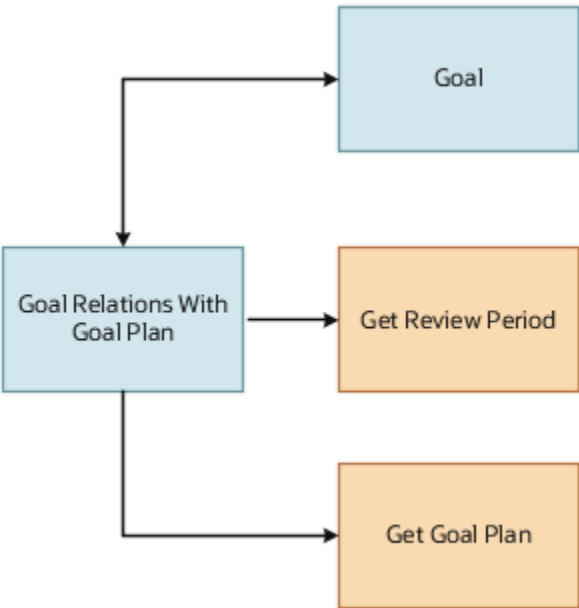 Goal
Goal Relations With
Goal Plan
Get Review Period
Get Goal Plan